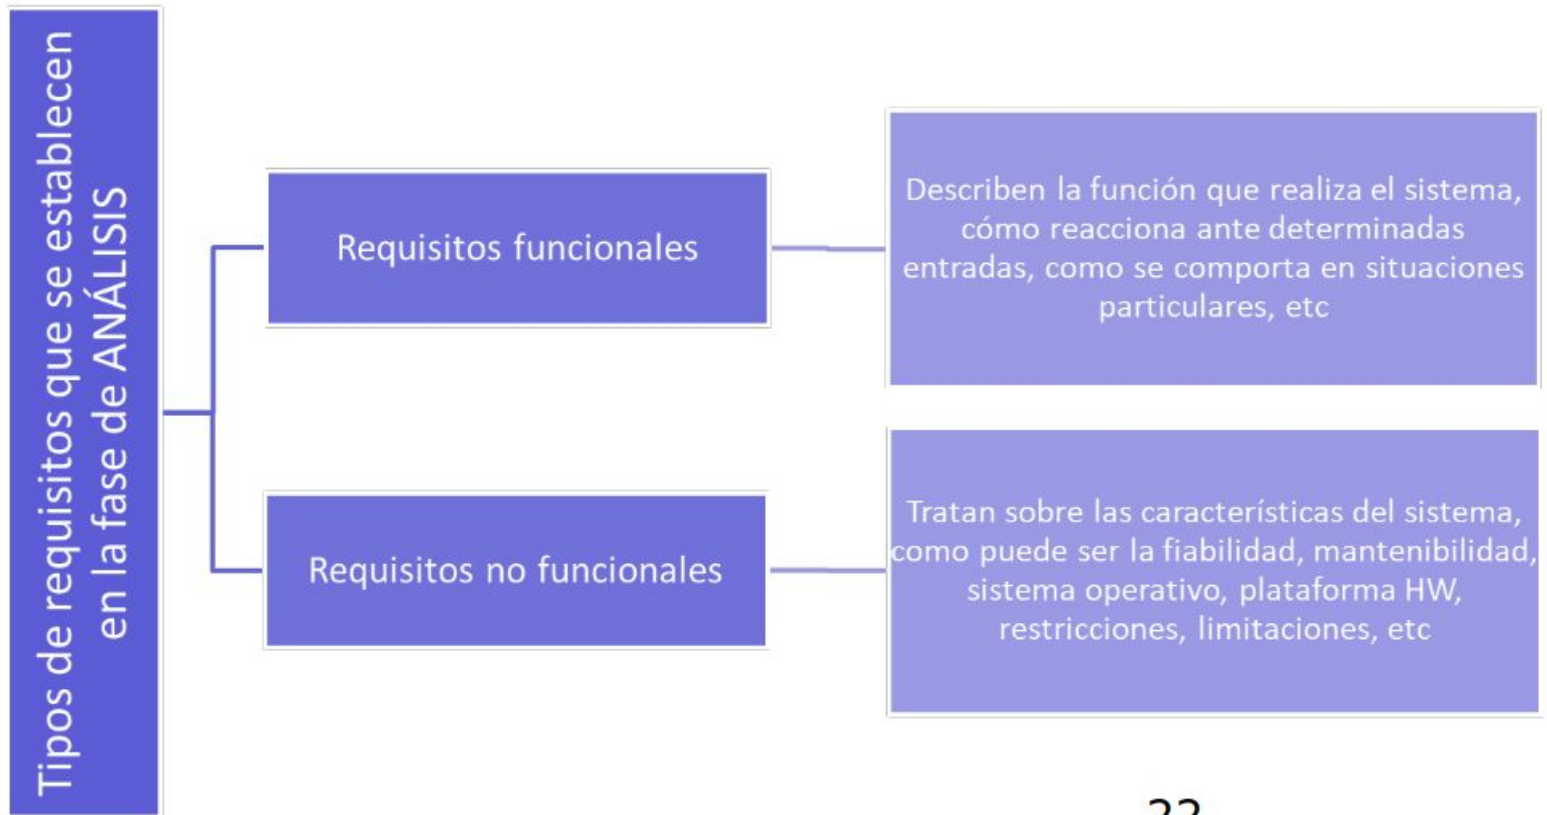 Tipos de requisitos que se establecen
en la fase de ANÁLISIS
Requisitos funcionales
Describen la función que realiza el sistema,
cómo reacciona ante determinadas
entradas, como se comporta en situaciones
particulares, etc
Requisitos no funcionales
Tratan sobre las características del sistema,
como puede ser la fiabilidad, mantenibilidad,
sistema operativo, plataforma HW,
restricciones, limitaciones, etc